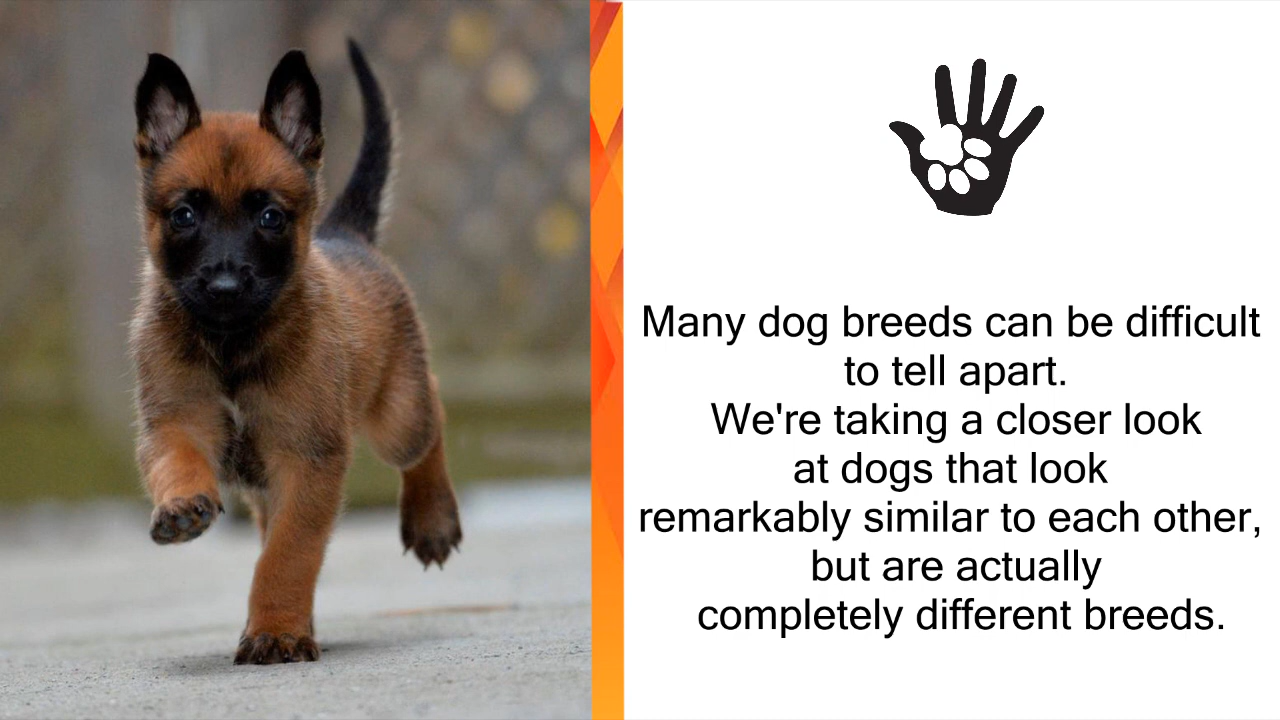 Many dog breeds can be difficult
to tell apart.
We're taking a closer look
at dogs that look
remarkably similar to each other,
but are actually
completely different breeds.